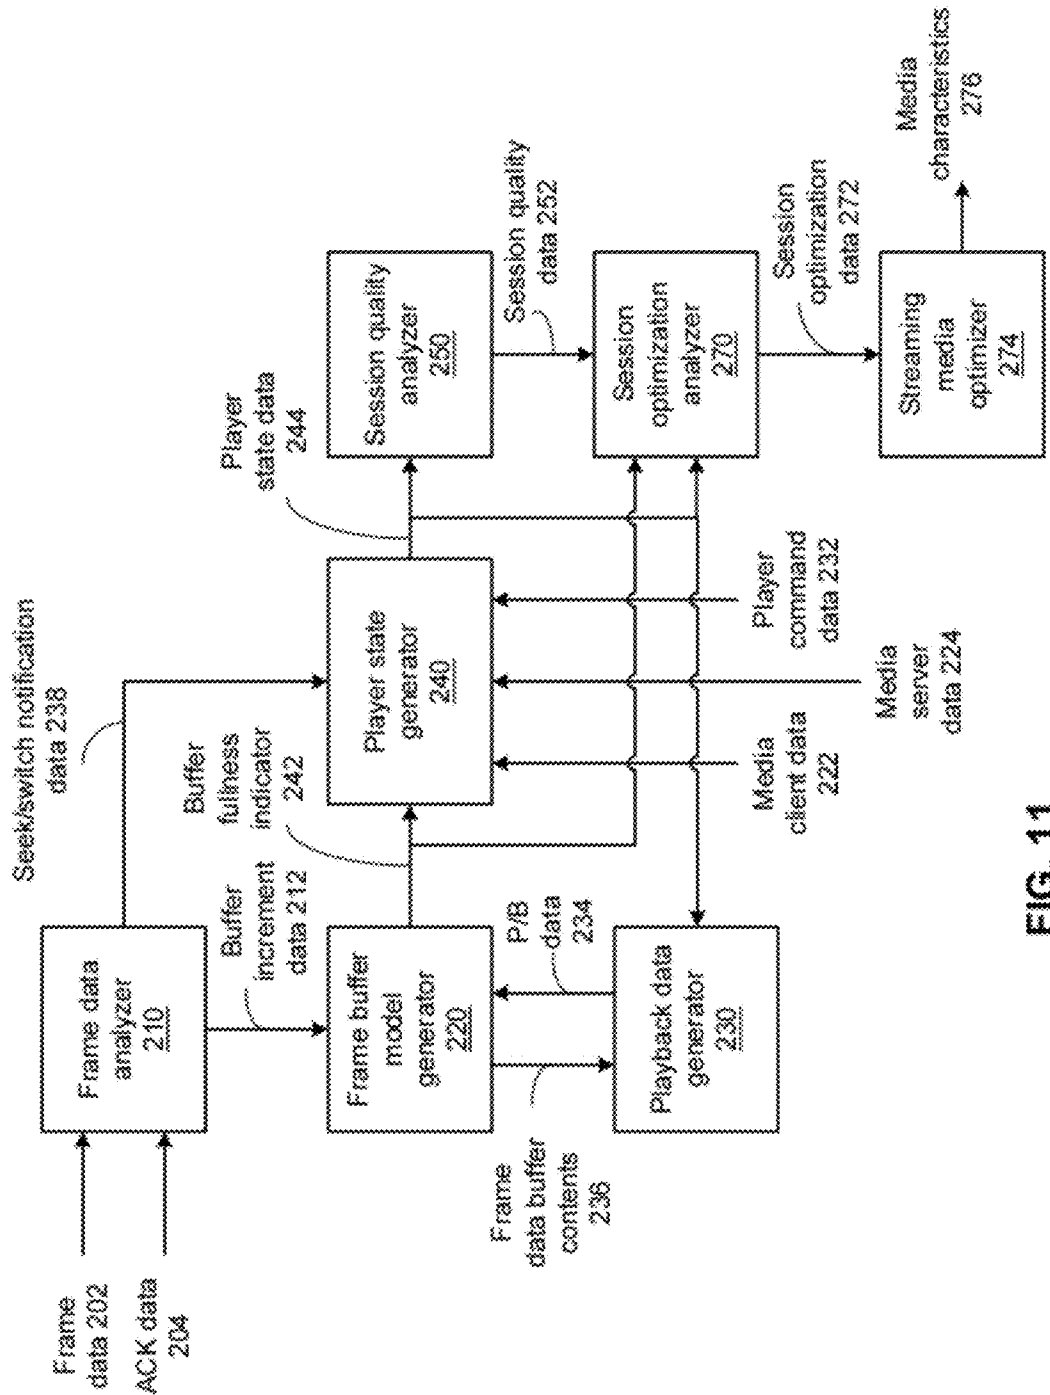 Frame
data 202
ACK data
204
Frame data
analyzer
210
Seek/switch notification
data 238
Buffer
increment
data 212
Frame buffer
model
generator
220
Buffer
fullness
indicator
242
Player state
generator
240
Player
state data
244
Session quality
analyzer
250
Session quality
data 252
Frame
data buffer
contents
236
P/B
data
234
Playback data
generator
230
Media
client data
222
Media
server
data 224
Player
command
data 232
Session
optimization
analyzer
270
Session
optimization
data 272
Streaming
media
optimizer
274
Media
characteristics
276
FIG. 11